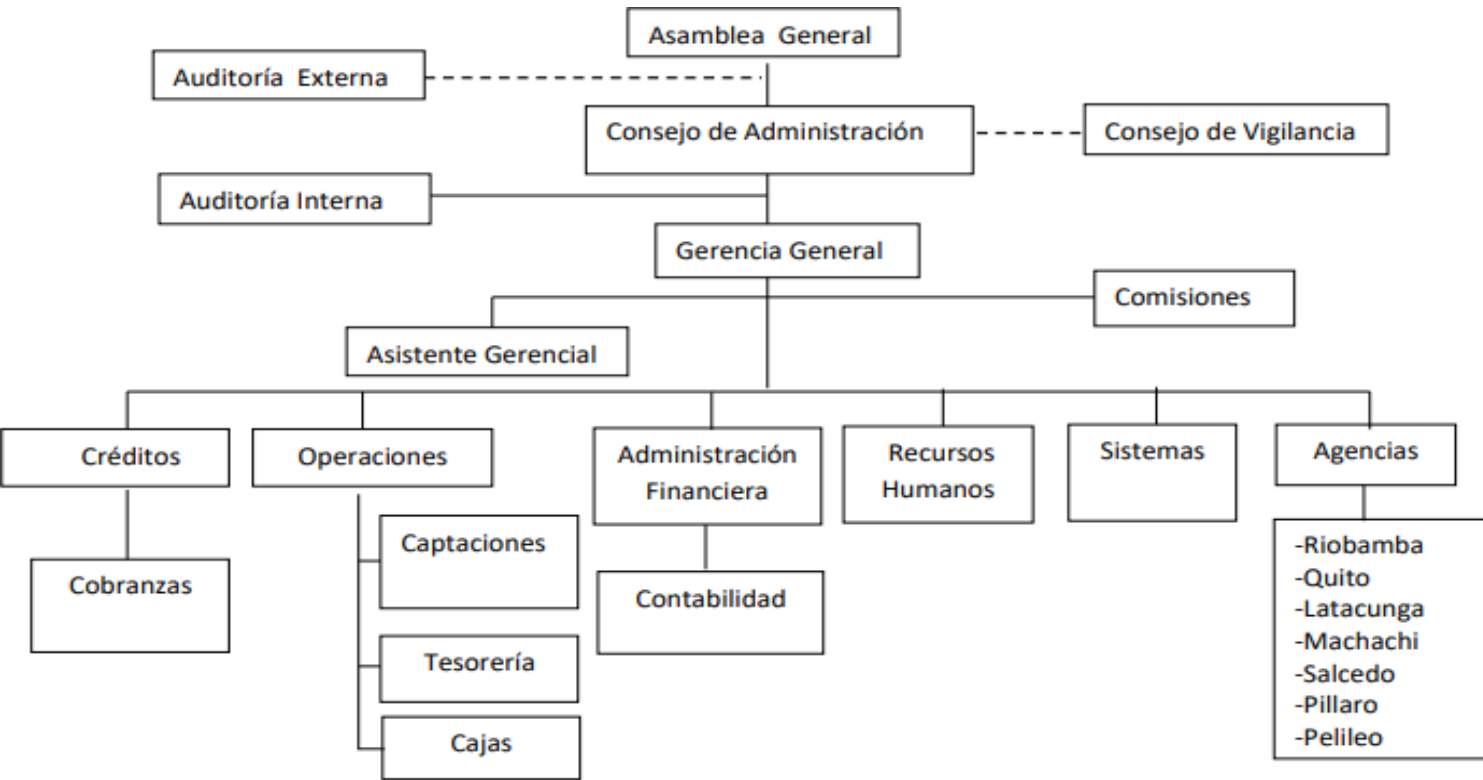 Asamblea General
Auditoría Externa
Consejo de Administración
Consejo de Vigilancia
Auditoría Interna
Gerencia General
Comisiones
Asistente Gerencial
Créditos
Operaciones
Administración
Financiera
Recursos
Humanos
Sistemas
Agencias
Cobranzas
Captaciones
Tesorería
Cajas
Contabilidad
-Riobamba
-Quito
-Latacunga
-Machachi
-Salcedo
-Pillaro
-Pelileo